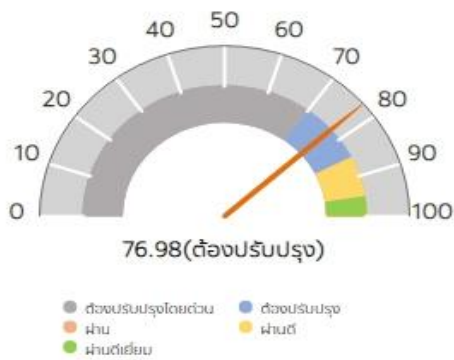 50
40
60
30
70
20
80
10
90
0
100
76.98(ต้องปรับปรุง)
ต้องปรับปรุงโดยด่วน
ต้องปรับปรุง
ผ่าน
ผ่านดี
ผ่านดีเยี่ยม